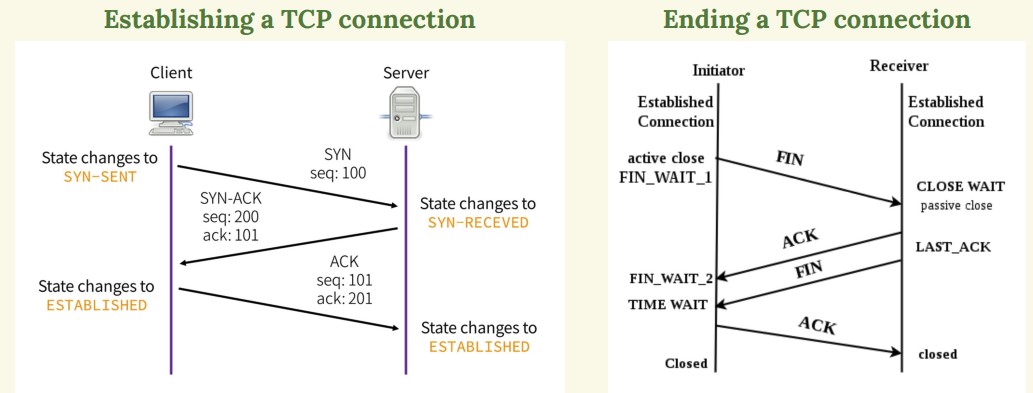 Establishing a TCP connection
Client
Server
State changes to
SYN-SENT
SYN
seq: 100
SYN-ACK
seq: 200
ack: 101
State changes to
SYN-RECEVED
ACK
seq: 101
ack: 201
State changes to
ESTABLISHED
State changes to
ESTABLISHED
Ending a TCP connection
Initiator
Receiver
Established
Connection
Established
Connection
active close
FIN_WAIT_1
FIN
CLOSE WAIT
passive close
ACK
LAST_ACK
FIN
FIN_WAIT_2
TIME WAIT
ACK
Closed
closed